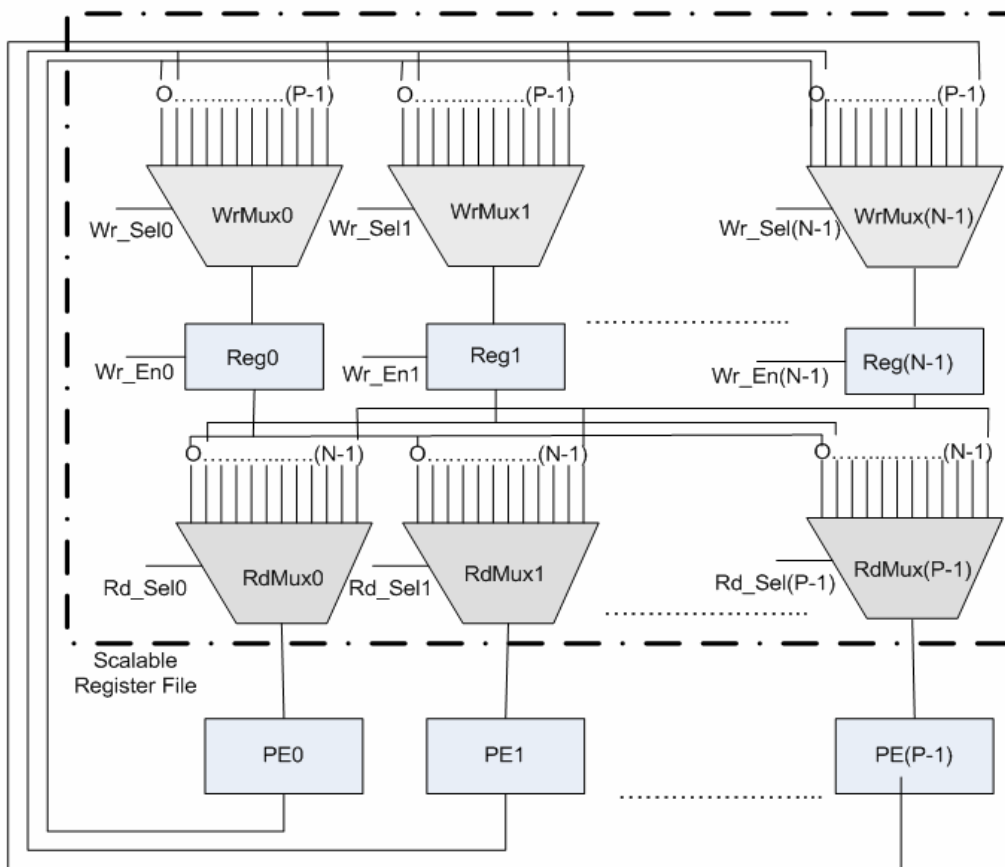 O......................(P-1) O......................(P-1) O......................(P-1)
WrMux0 WrMux1 WrMux(N-1)
Wr_Sel0 Wr_Sel1 Wr_Sel(N-1)
Reg0 Reg1 Reg(N-1)
Wr_En0 Wr_En1 Wr_En(N-1)
O......................(N-1) O......................(N-1) O......................(N-1)
RdMux0 RdMux1 RdMux(P-1)
Rd_Sel0 Rd_Sel1 Rd_Sel(P-1)
Scalable
Register File
PE0 PE1 PE(P-1)